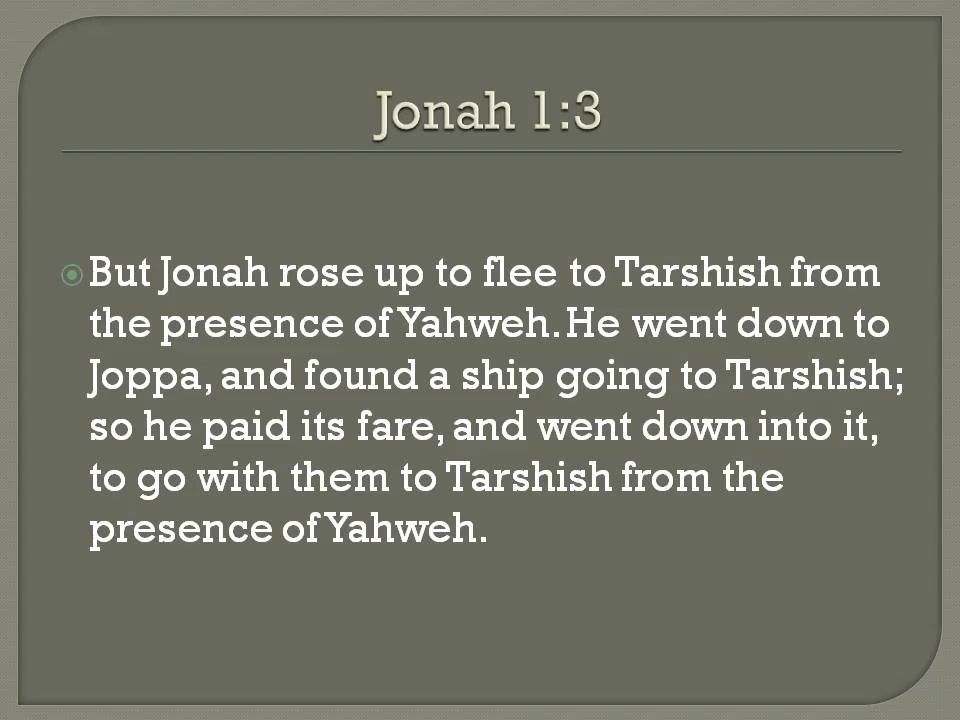 Jonah 1:3
But Jonah rose up to flee to Tarshish from
the presence of Yahweh. He went down to
Joppa, and found a ship going to Tarshish;
so he paid its fare, and went down into it,
to go with them to Tarshish from the
presence of Yahweh.